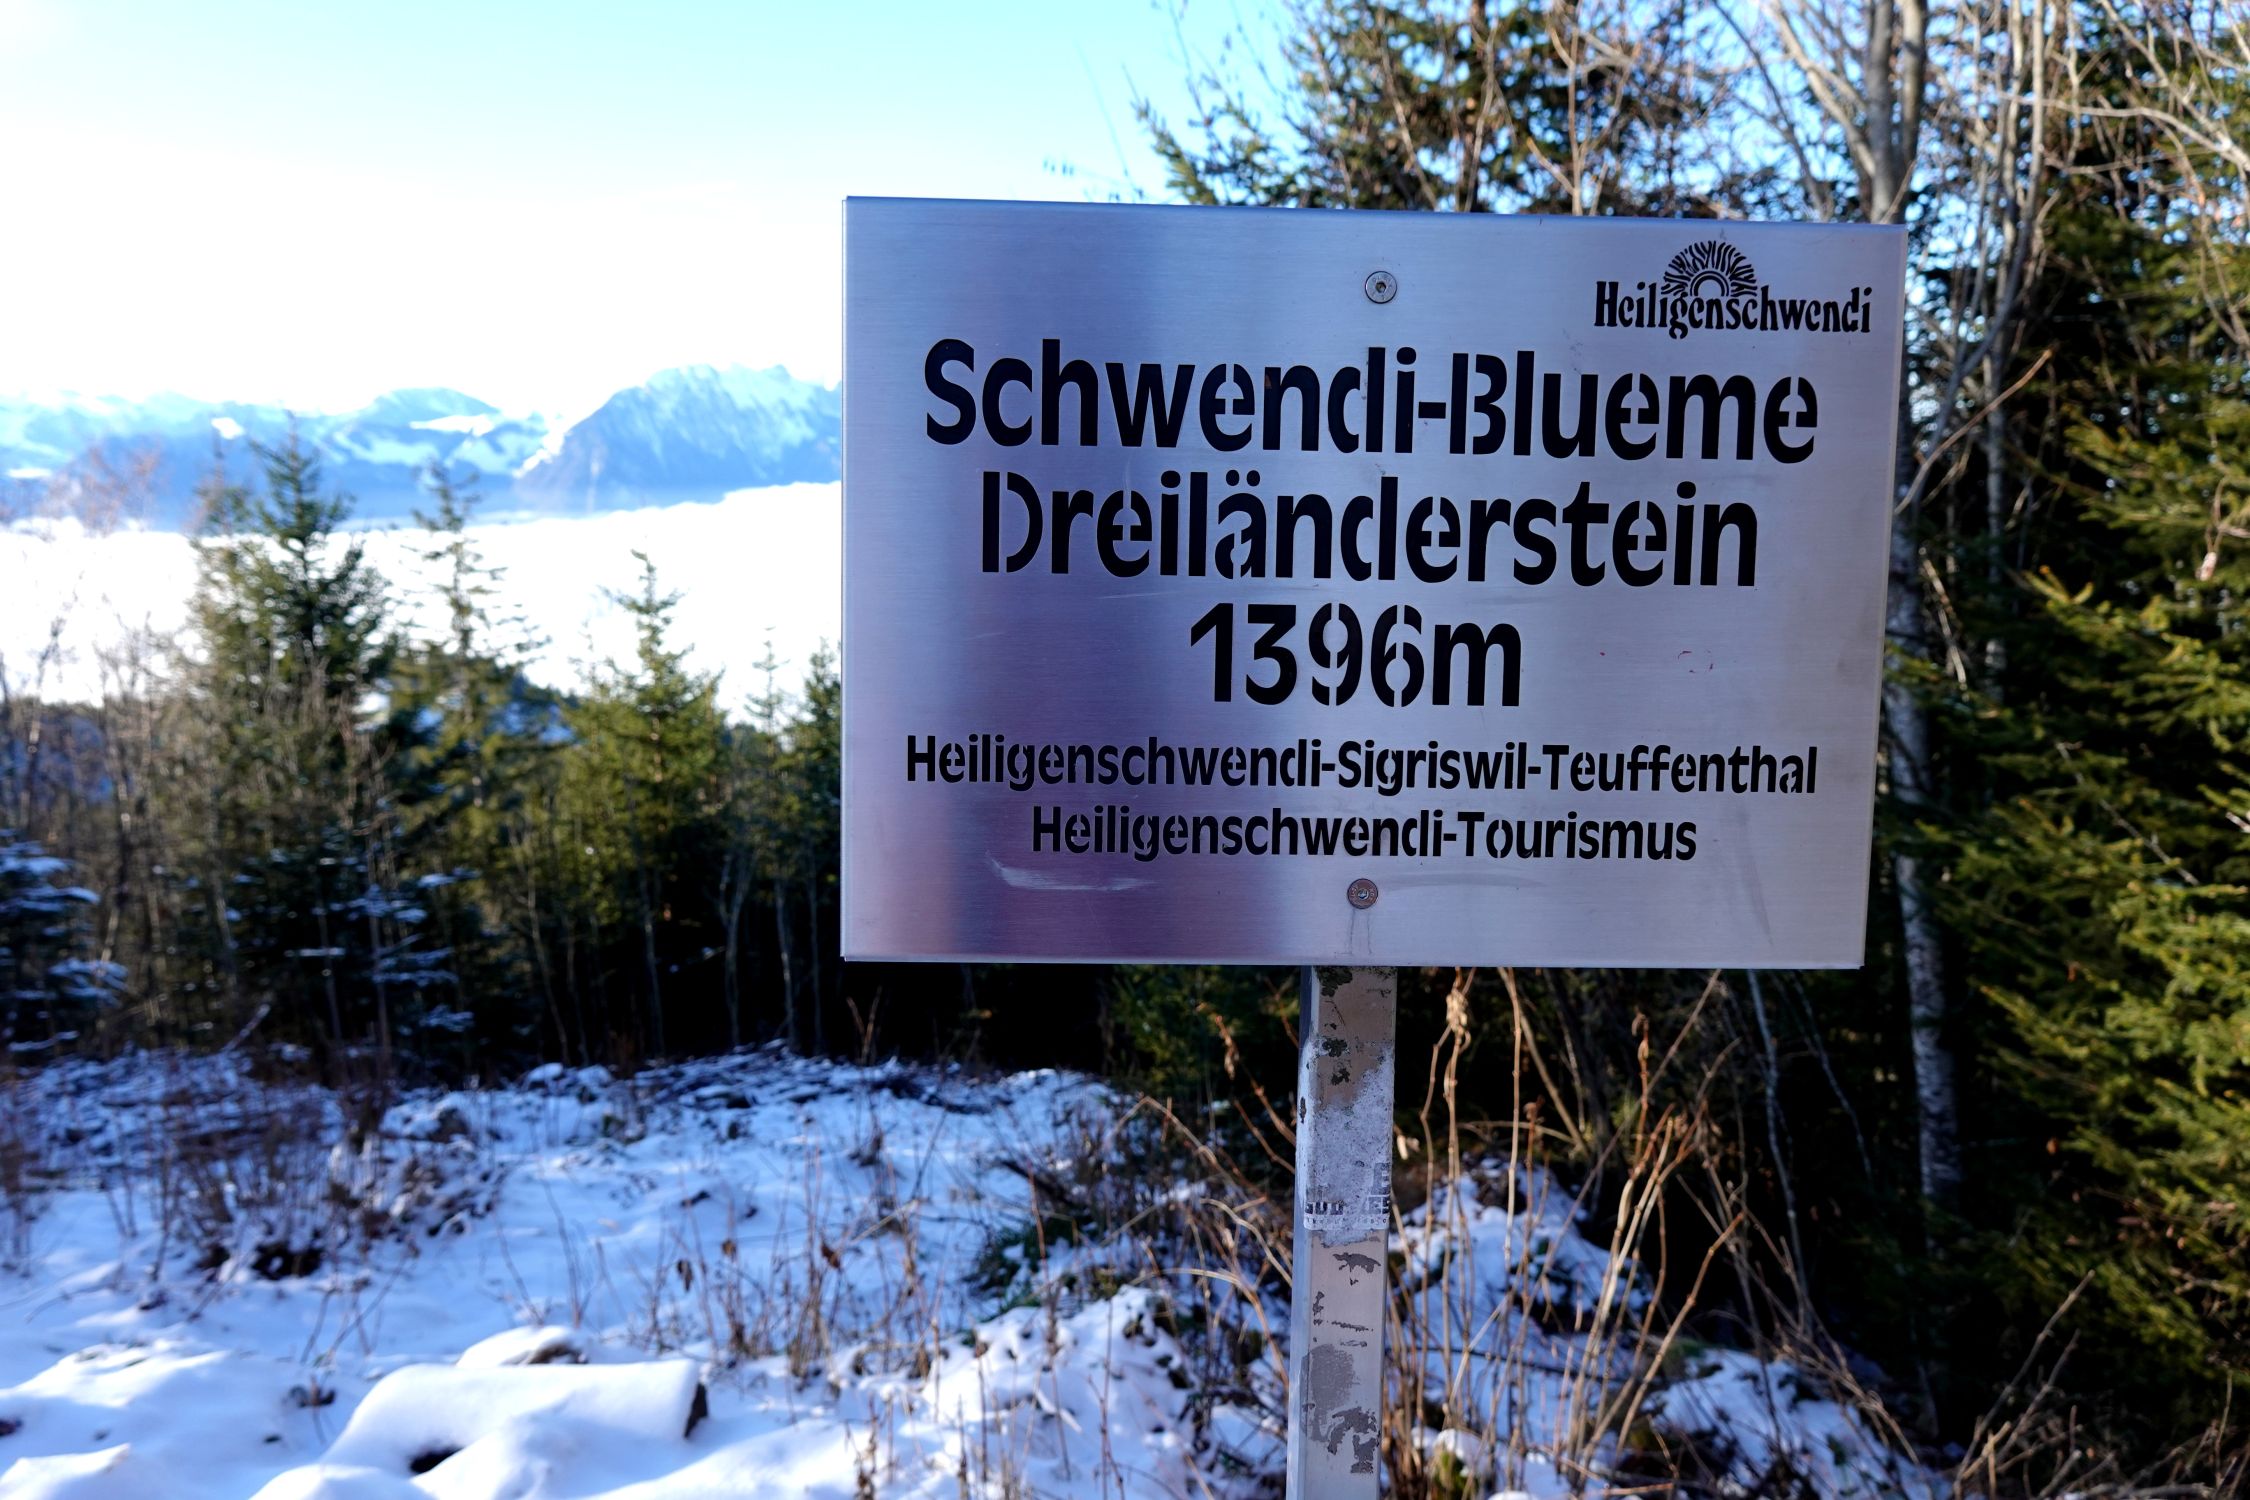 Heiligenschwendi
Schwendi-Blueme
Dreiländerstein
1396m
Heiligenschwendi-Sigriswil-Teuffenthal
Heiligenschwendi-Tourismus